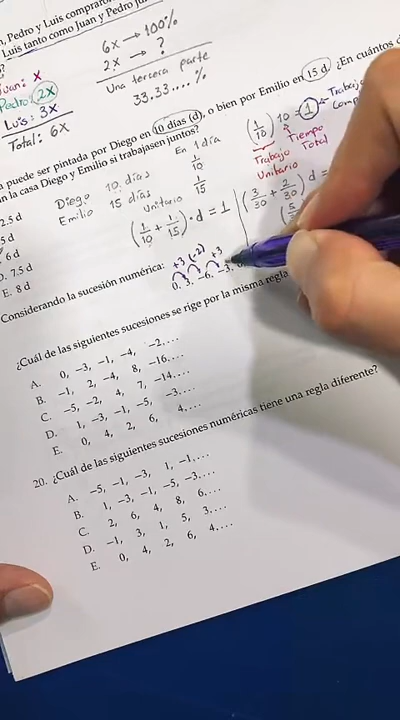 , Pedro y Luis compraron
Luis tanto como Juan y Pedro ju
Juan: x
Pedro: 2x
Luis: 3x
Total: 6x
6x → 100%
2x → ?
Una tercera parte
33.33....%
puede ser pintada por Diego en 10 días (d), o bien por Emilio en 15 d. ¿En cuántos d
n la casa Diego y Emilio si trabajasen juntos?
2.5 d
5 d
6 d
D. 7.5 d
E. 8 d
Diego 10 días
Emilio 15 días
Unitario
En 1 día
1/10
1/15
(1/10 + 1/15) · d = 1
(1/10) 10 = 1
Trabajo
Comp
Tiempo
Total
Trabajo
Unitario
(3/30 + 2/30) d =
(5/
Considerando la sucesión numérica:
+3 (-2) +3
0, 3, -6, -3,
¿Cuál de las siguientes sucesiones se rige por la misma regla
A. 0, -3, -1, -4, -2,…
B. -1, 2, -4, 8, -16,…
C. -5, -2, 4, 7, -14,…
D. 1, -3, -1, -5, -3,…
E. 0, 4, 2, 6, 4,…
20. ¿Cuál de las siguientes sucesiones numéricas tiene una regla diferente?
A. -5, -1, -3, 1, -1,…
B. 1, -3, -1, -5, -3,…
C. 2, 6, 4, 8, 6,…
D. -1, 3, 1, 5, 3,…
E. 0, 4, 2, 6, 4,…